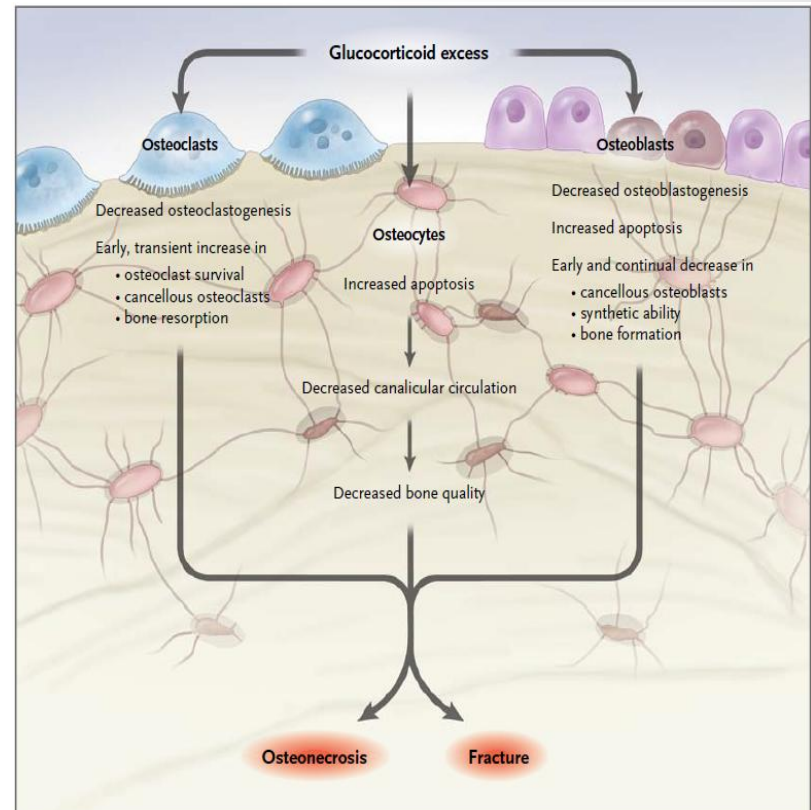 Glucocorticoid excess
Osteoclasts
Decreased osteoclastogenesis
Early, transient increase in
• osteoclast survival
• cancellous osteoclasts
• bone resorption
Osteocytes
Increased apoptosis
Decreased canalicular circulation
Decreased bone quality
Osteoblasts
Decreased osteoblastogenesis
Increased apoptosis
Early and continual decrease in
• cancellous osteoblasts
• synthetic ability
• bone formation
Osteonecrosis
Fracture